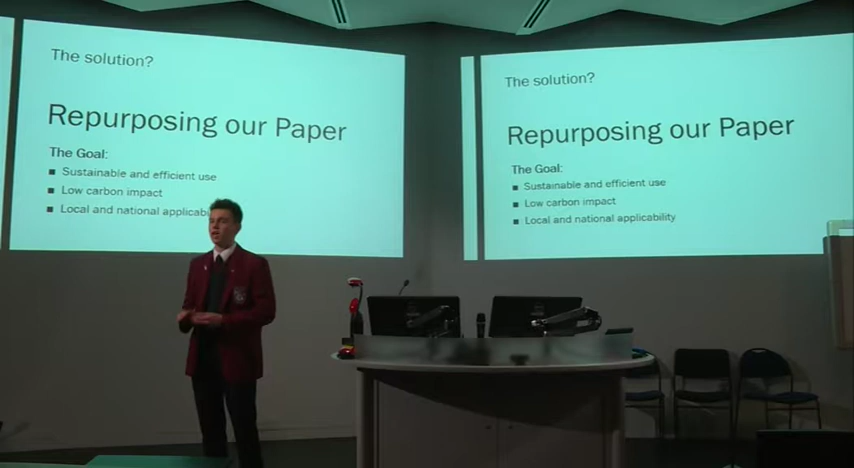 The solution?
Repurposing our Paper
The Goal:
■ Sustainable and efficient use
■ Low carbon impact
■ Local and national applicabi
The solution?
Repurposing our Paper
The Goal:
■ Sustainable and efficient use
■ Low carbon impact
■ Local and national applicability